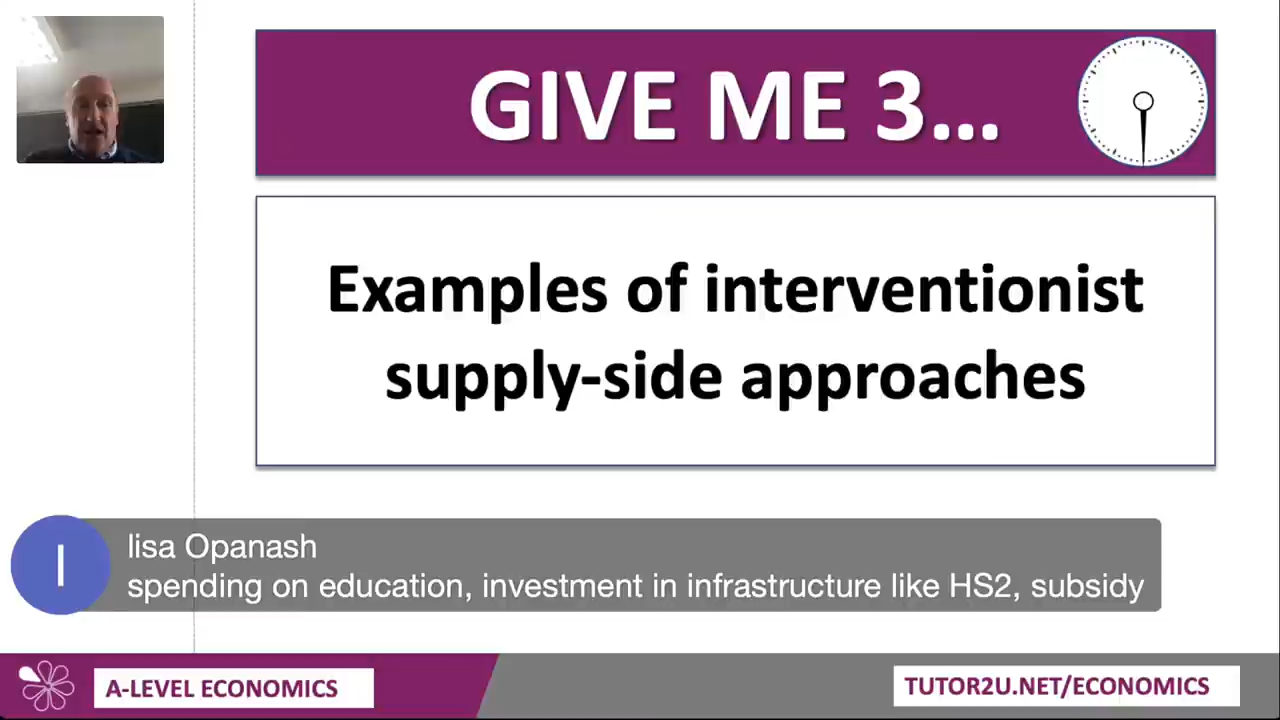 GIVE ME 3...
Examples of interventionist
supply-side approaches
I
lisa Opanash
spending on education, investment in infrastructure like HS2, subsidy
A-LEVEL ECONOMICS
TUTOR2U.NET/ECONOMICS